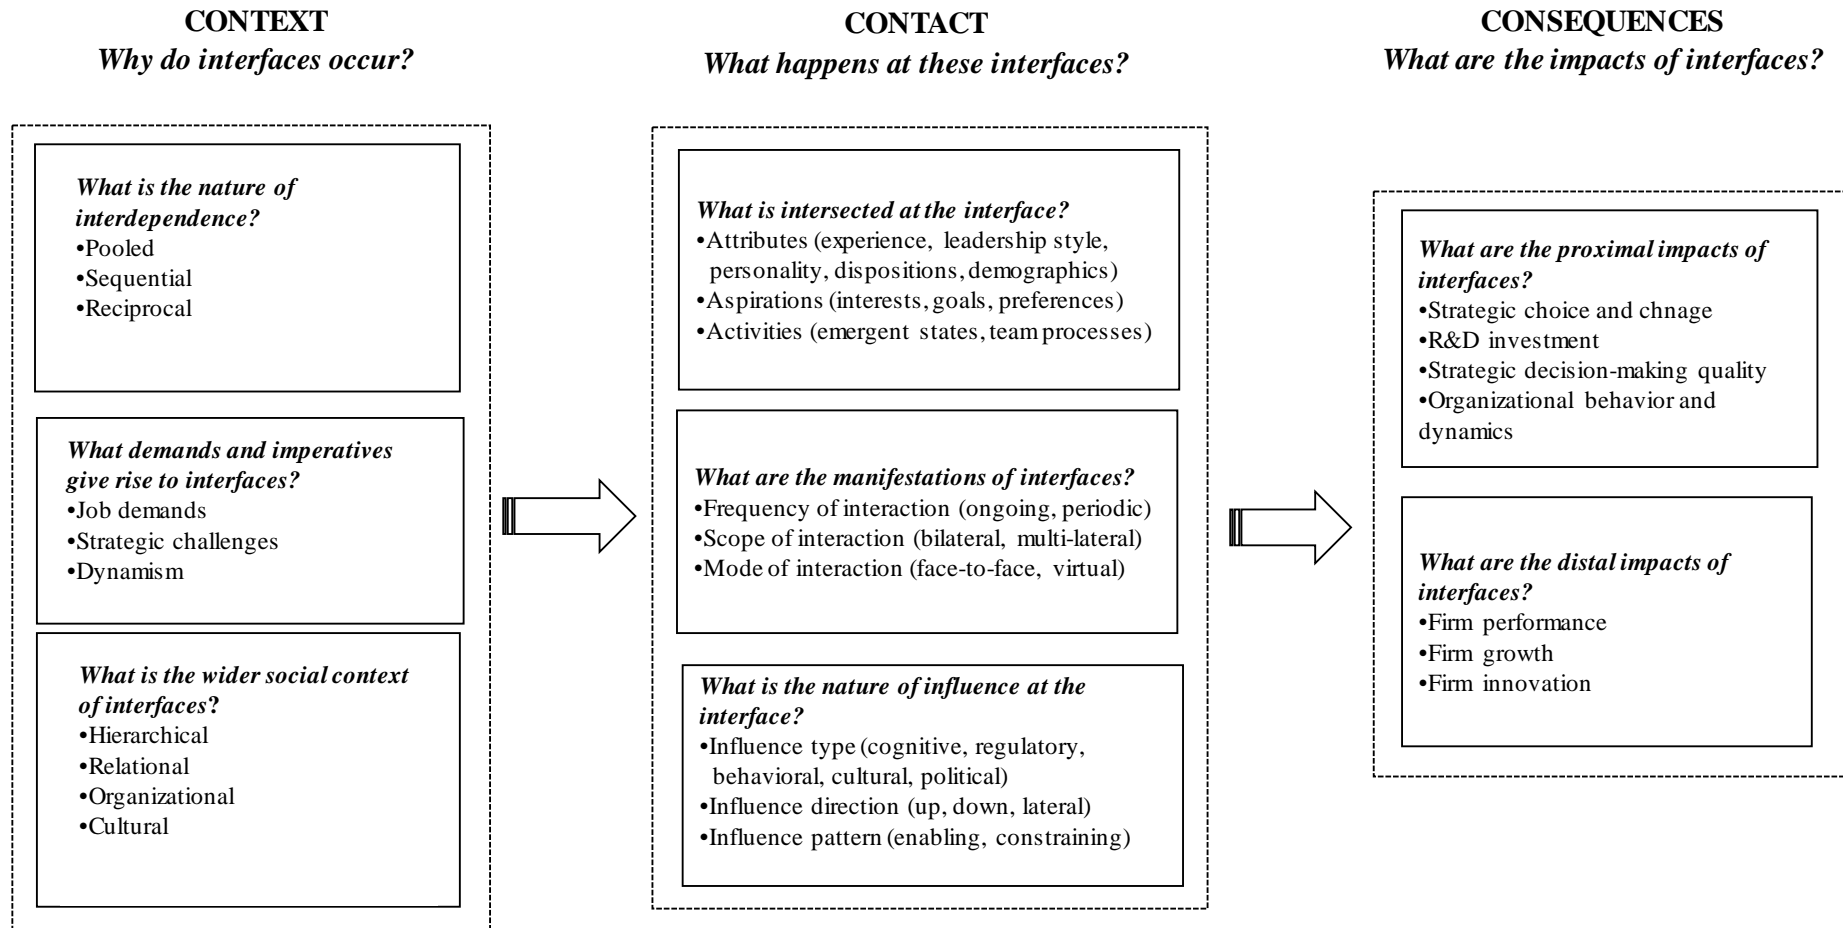 CONTEXT
Why do interfaces occur?
What is the nature of
interdependence?
•Pooled
•Sequential
•Reciprocal
What demands and imperatives
give rise to interfaces?
•Job demands
•Strategic challenges
•Dynamism
What is the wider social context
of interfaces?
•Hierarchical
•Relational
•Organizational
•Cultural
CONTACT
What happens at these interfaces?
What is intersected at the interface?
•Attributes (experience, leadership style,
personality, dispositions, demographics)
•Aspirations (interests, goals, preferences)
•Activities (emergent states, team processes)
What are the manifestations of interfaces?
•Frequency of interaction (ongoing, periodic)
•Scope of interaction (bilateral, multi-lateral)
•Mode of interaction (face-to-face, virtual)
What is the nature of influence at the
interface?
•Influence type (cognitive, regulatory,
behavioral, cultural, political)
•Influence direction (up, down, lateral)
•Influence pattern (enabling, constraining)
CONSEQUENCES
What are the impacts of interfaces?
What are the proximal impacts of
interfaces?
•Strategic choice and chnage
•R&D investment
•Strategic decision-making quality
•Organizational behavior and
dynamics
What are the distal impacts of
interfaces?
•Firm performance
•Firm growth
•Firm innovation